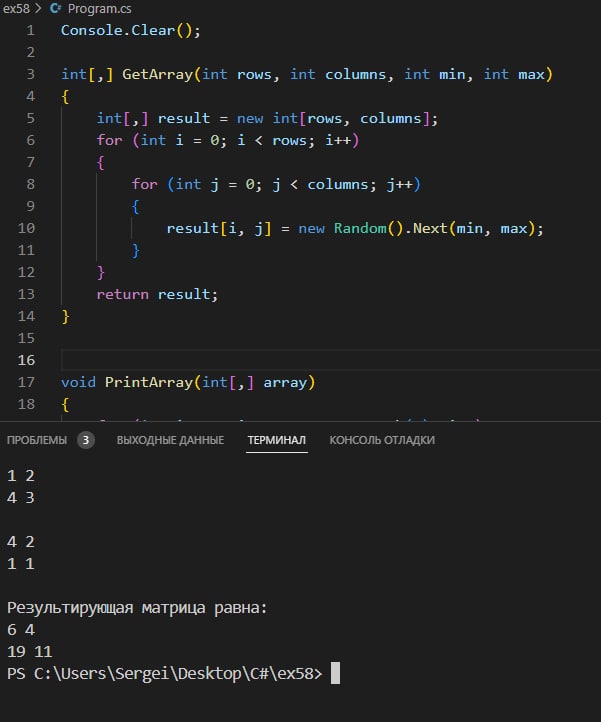 ex58 > C# Program.cs
1 Console.Clear();
2
3 int[,] GetArray(int rows, int columns, int min, int max)
4 {
5 int[,] result = new int[rows, columns];
6 for (int i = 0; i < rows; i++)
7 {
8 for (int j = 0; j < columns; j++)
9 {
10 result[i, j] = new Random().Next(min, max);
11 }
12 }
13 return result;
14 }
15
16
17 void PrintArray(int[,] array)
18 {
ПРОБЛЕМЫ 3 ВЫХОДНЫЕ ДАННЫЕ ТЕРМИНАЛ КОНСОЛЬ ОТЛАДКИ
1 2
4 3
4 2
1 1
Результирующая матрица равна:
6 4
19 11
PS C:\Users\Sergei\Desktop\C#\ex58>